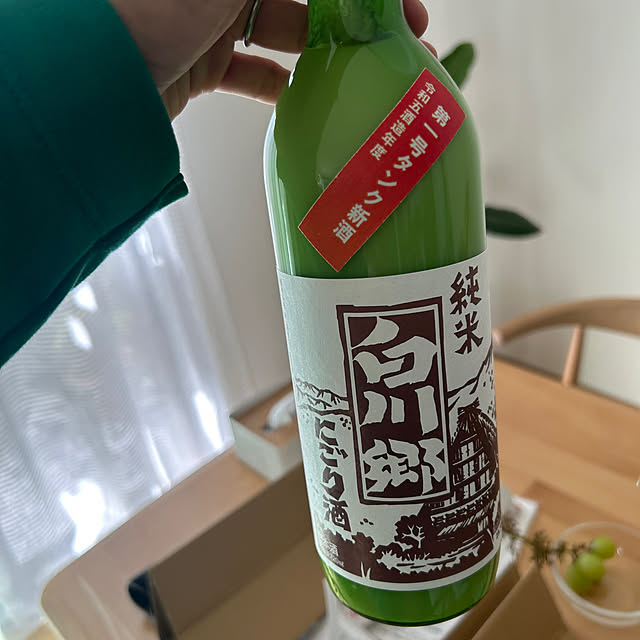 第一号タンク新酒
令和五酒造年度
純米
白川郷
にごり酒